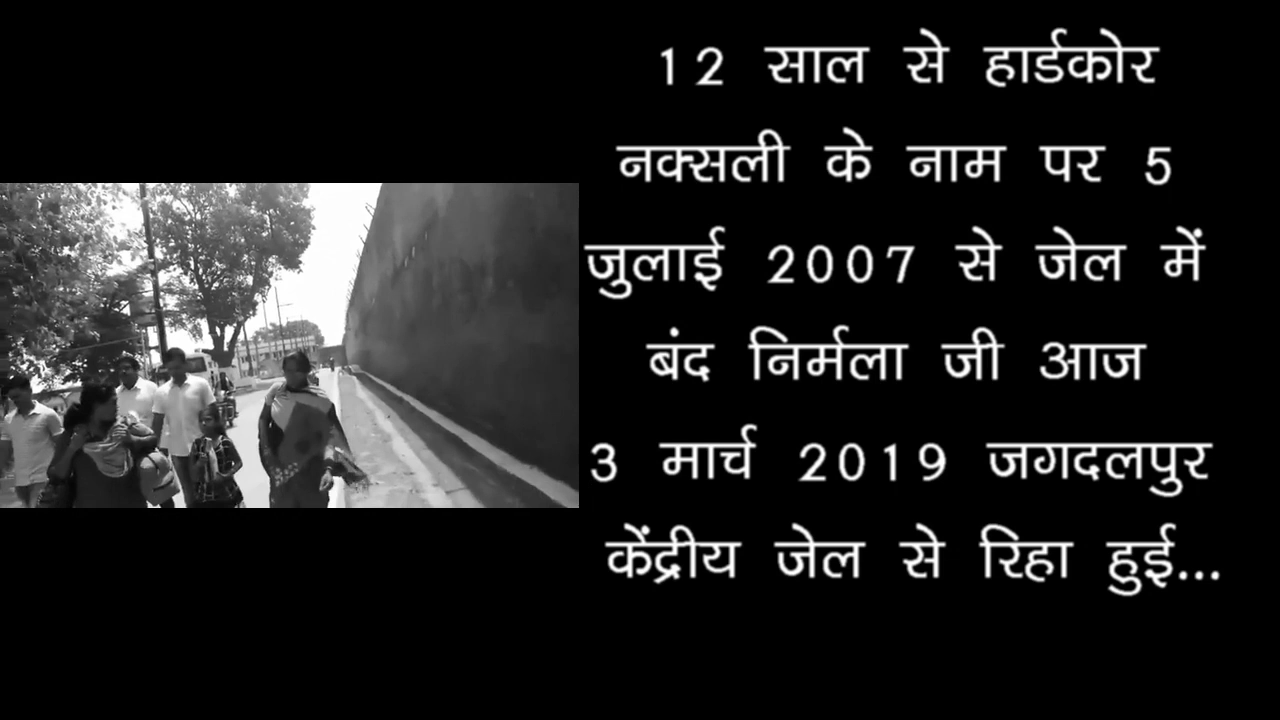 12 साल से हार्डकोर
नक्सली के नाम पर 5
जुलाई 2007 से जेल में
बंद निर्मला जी आज
3 मार्च 2019 जगदलपुर
केंद्रीय जेल से रिहा हुई...